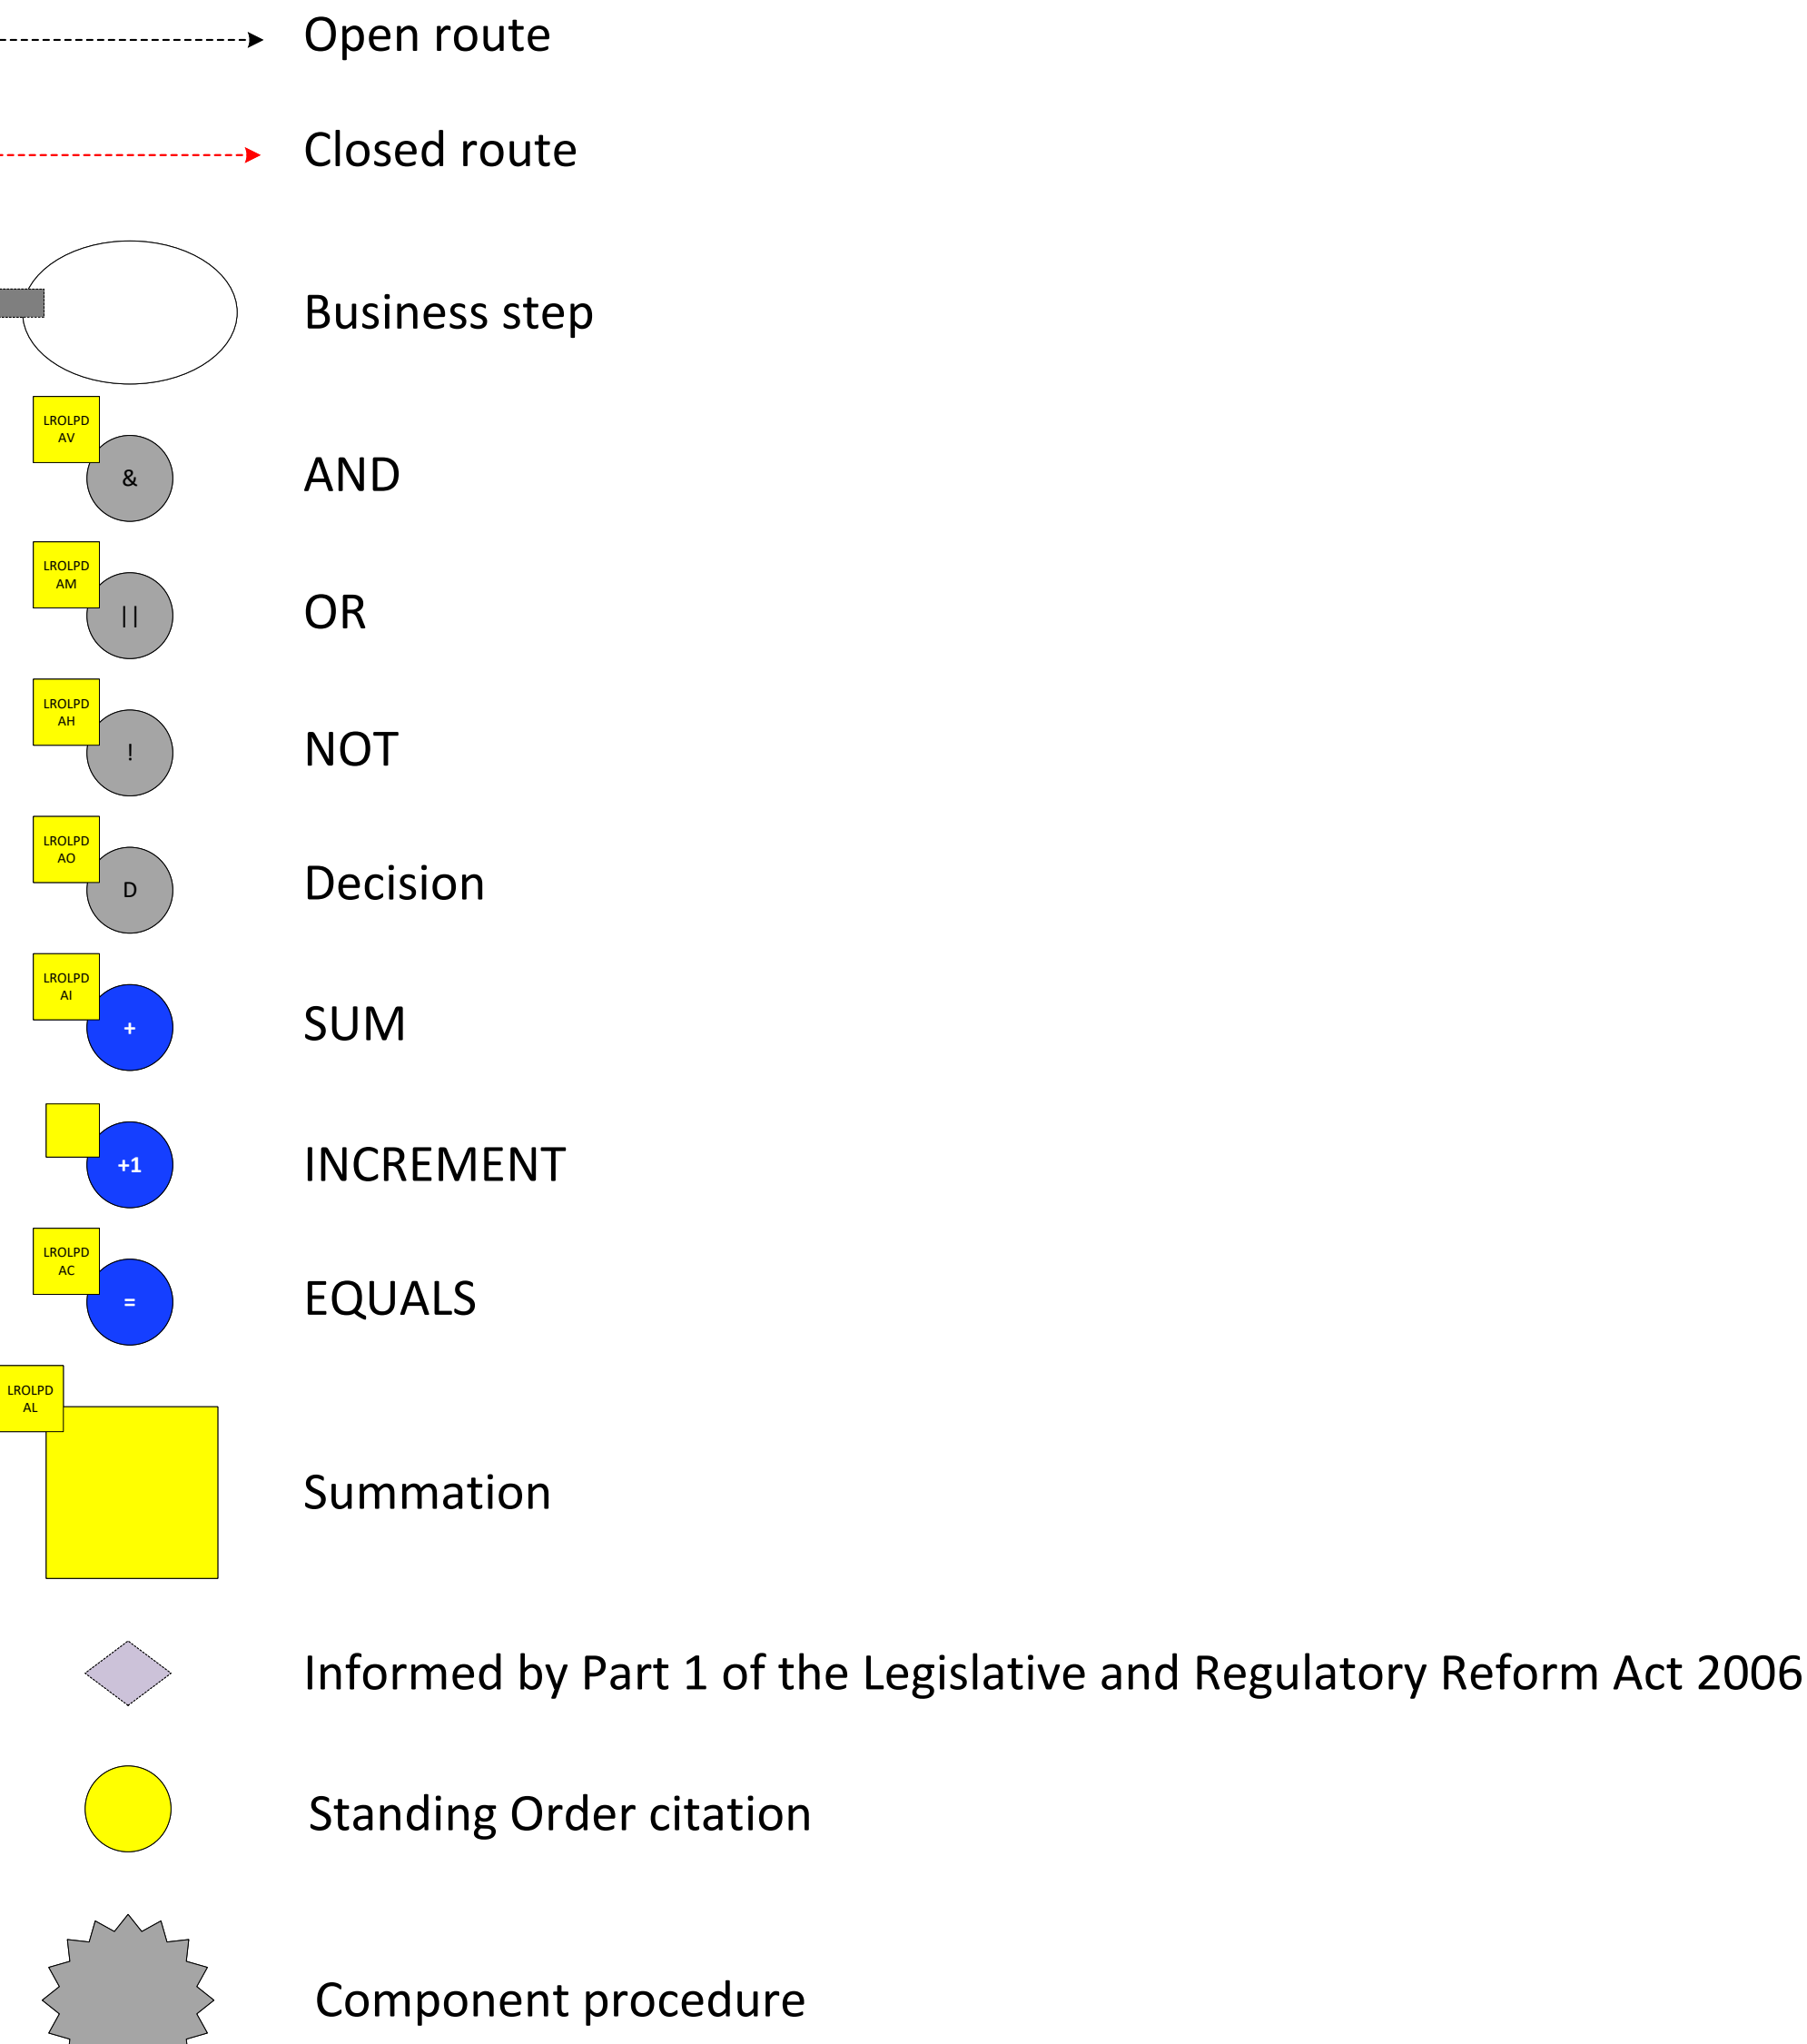 Open route
Closed route
Business step
LROLPD
AV
&
AND
LROLPD
AM
||
OR
LROLPD
AH
!
NOT
LROLPD
AO
D
Decision
LROLPD
AI
+
SUM
+1
INCREMENT
LROLPD
AC
=
EQUALS
LROLPD
AL
Summation
Informed by Part 1 of the Legislative and Regulatory Reform Act 2006
Standing Order citation
Component procedure